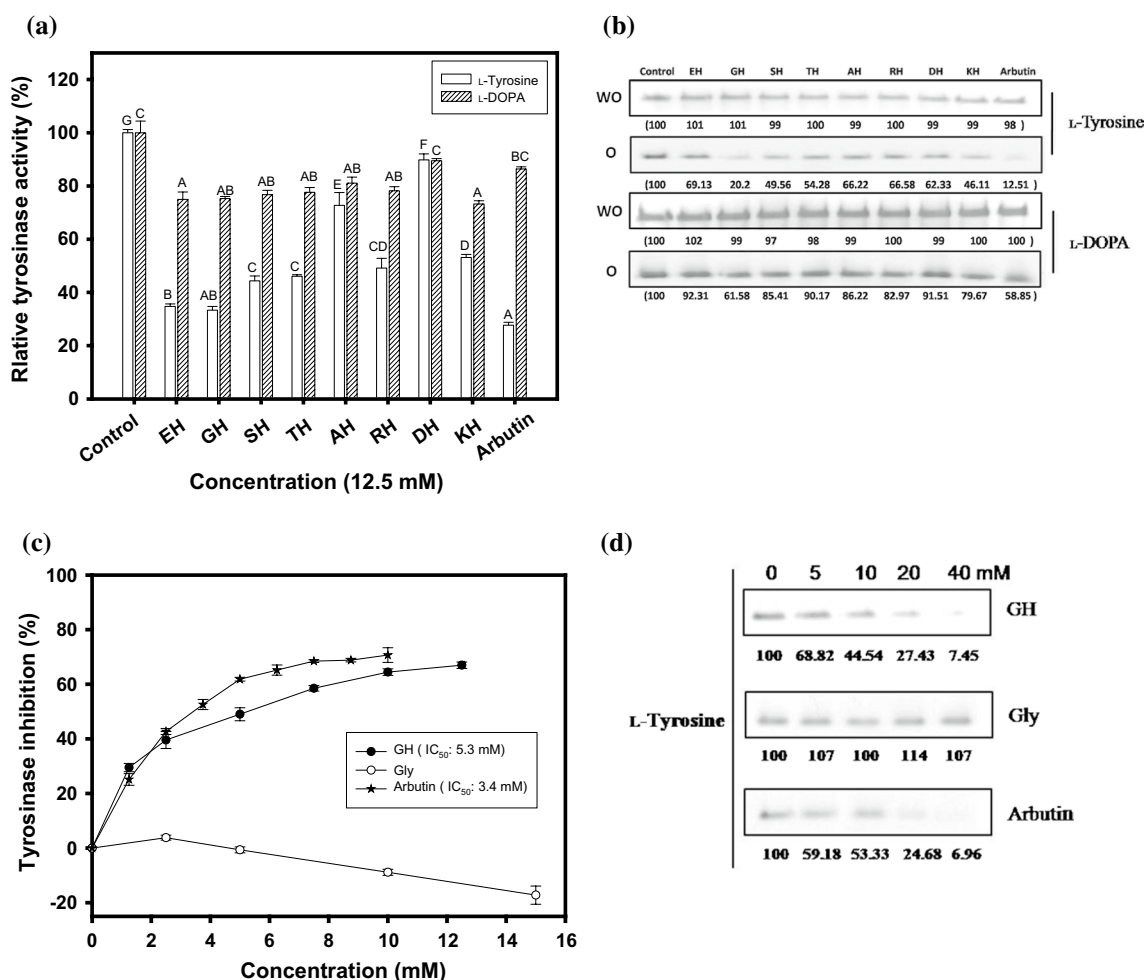 (a)
Rlative tyrosinase activity (%)
120
100
80
60
40
20
0
L-Tyrosine
L-DOPA
G C
B A
AB AB
C AB
C AB
E AB
CD AB
F C
D A
A BC
Control EH GH SH TH AH RH DH KH Arbutin
Concentration (12.5 mM)
(b)
Control EH GH SH TH AH RH DH KH Arbutin
WO
(100 101 101 99 100 99 100 99 99 98 )
O
(100 69.13 20.2 49.56 54.28 66.22 66.58 62.33 46.11 12.51 )
L-Tyrosine
WO
(100 102 99 97 98 99 100 99 100 100 )
O
(100 92.31 61.58 85.41 90.17 86.22 82.97 91.51 79.67 58.85 )
L-DOPA
(c)
Tyrosinase inhibition (%)
100
80
60
40
20
0
-20
GH ( IC50: 5.3 mM)
Gly
Arbutin ( IC50: 3.4 mM)
0 2 4 6 8 10 12 14 16
Concentration (mM)
(d)
0 5 10 20 40 mM
GH
100 68.82 44.54 27.43 7.45
L-Tyrosine
Gly
100 107 100 114 107
Arbutin
100 59.18 53.33 24.68 6.96